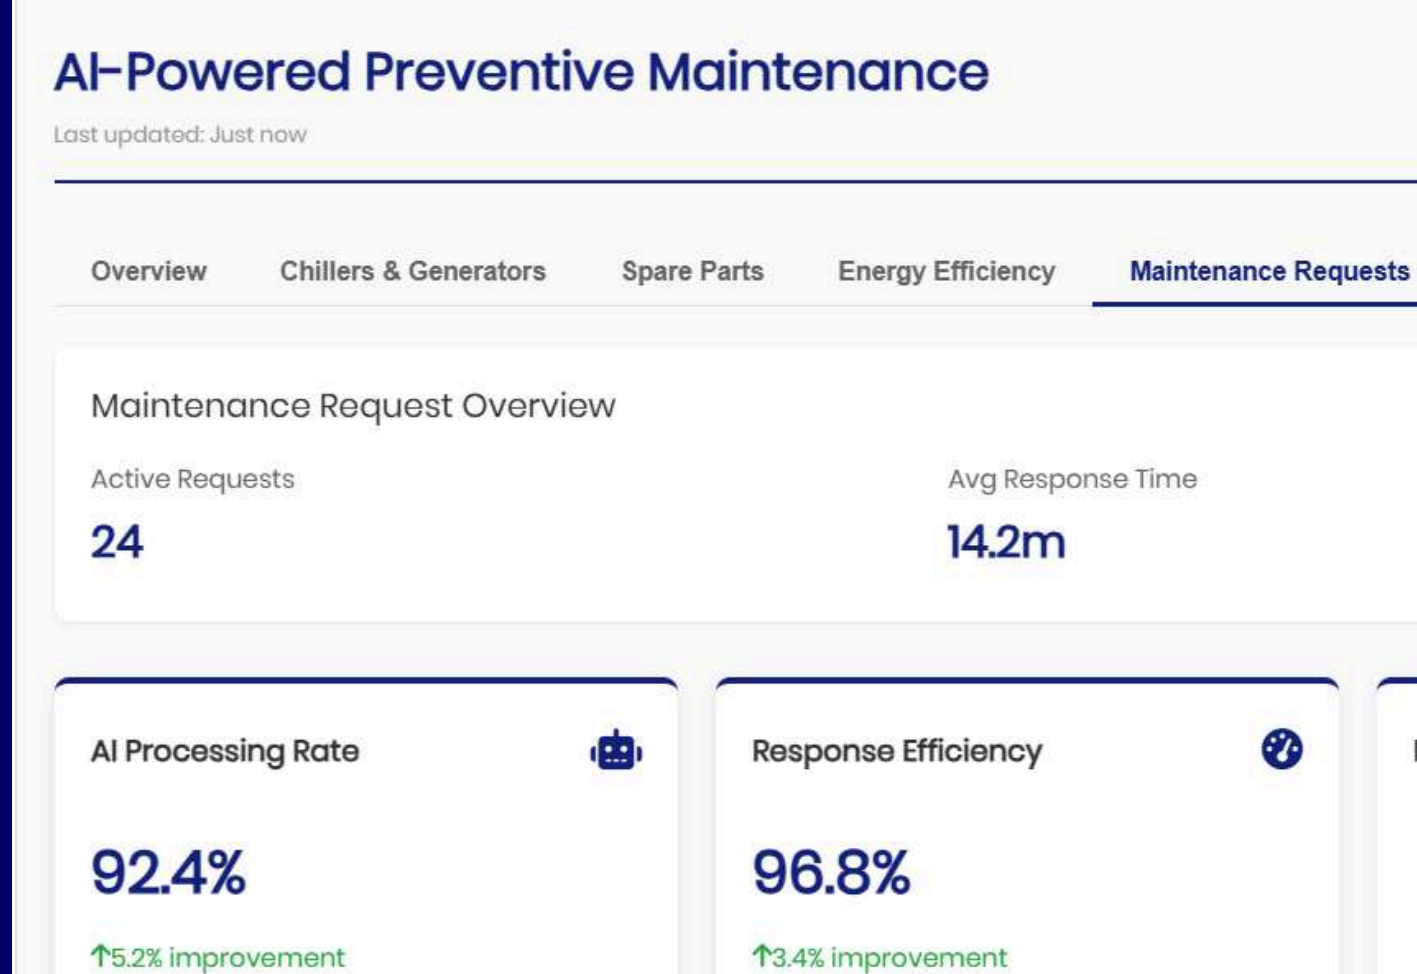 AI-Powered Preventive Maintenance
Last updated: Just now
Overview Chillers & Generators Spare Parts Energy Efficiency Maintenance Requests
Maintenance Request Overview
Active Requests Avg Response Time
24 14.2m
AI Processing Rate Response Efficiency
92.4% 96.8%
↑5.2% improvement ↑3.4% improvement